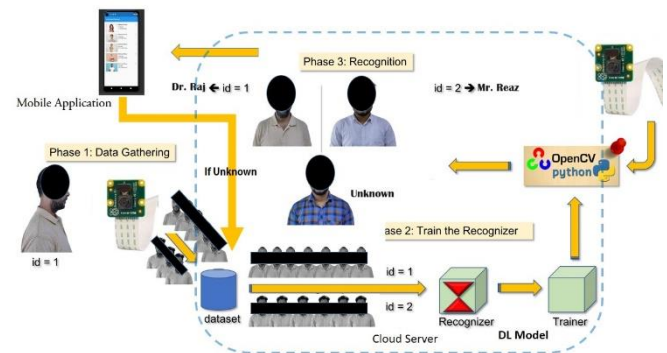 Phase 3: Recognition
Dr. Raj
id = 1
id = 2
Mr. Reaz
Mobile Application
Phase 1: Data Gathering
If Unknown
OpenCV
python
Unknown
id = 1
ase 2: Train the Recognizer
id = 1
id = 2
dataset
Recognizer
DL Model
Trainer
Cloud Server